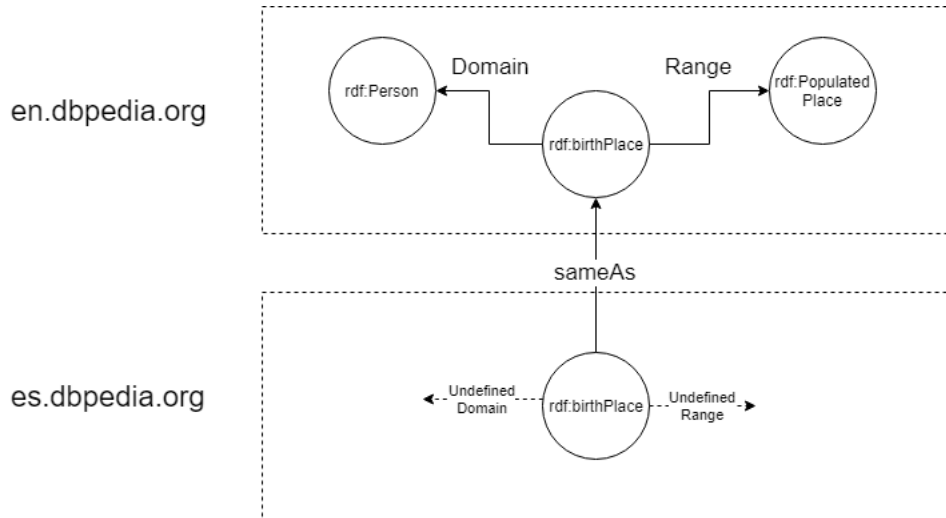 en.dbpedia.org
rdf:Person
Domain
rdf:birthPlace
Range
rdf:Populated
Place
sameAs
es.dbpedia.org
Undefined
Domain
rdf:birthPlace
Undefined
Range